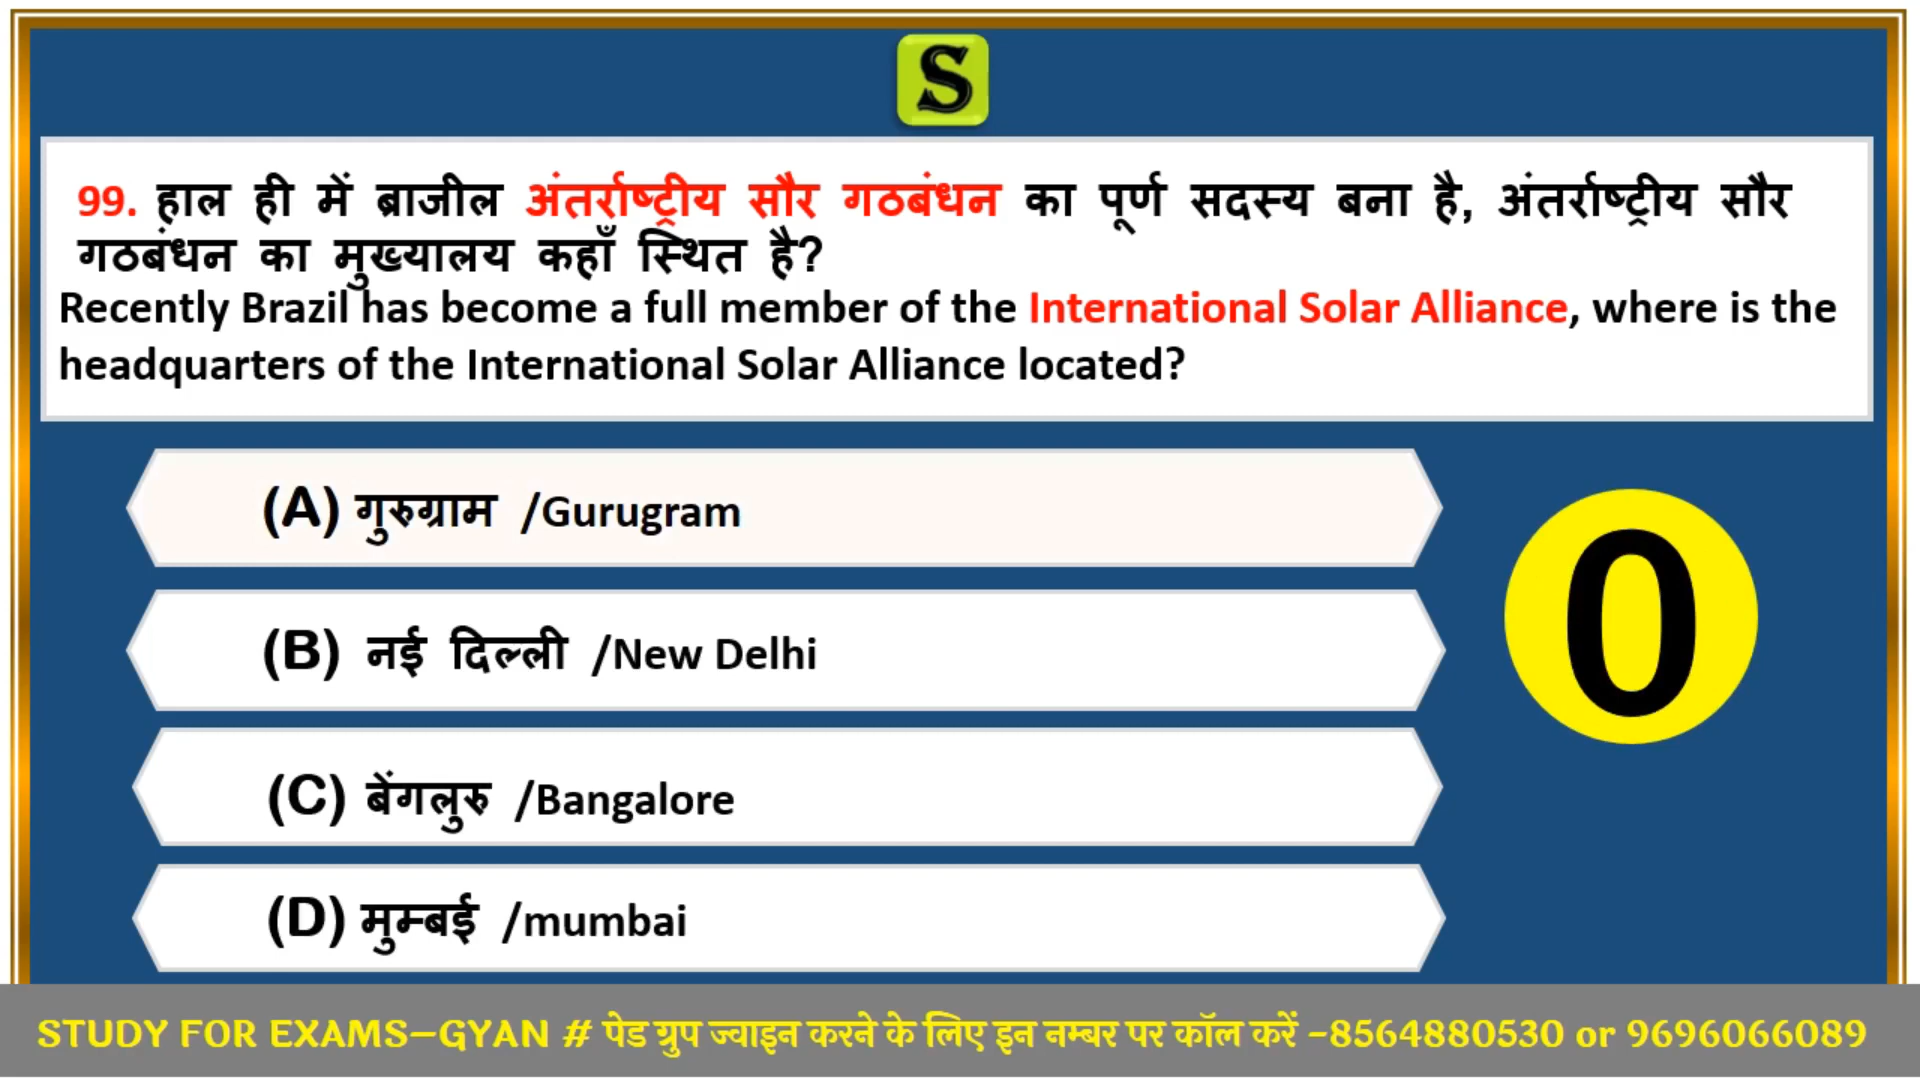 S
99. हाल ही में ब्राजील अंतर्राष्ट्रीय सौर गठबंधन का पूर्ण सदस्य बना है, अंतर्राष्ट्रीय सौर
गठबंधन का मुख्यालय कहाँ स्थित है?
Recently Brazil has become a full member of the International Solar Alliance, where is the
headquarters of the International Solar Alliance located?
(A) गुरुग्राम /Gurugram
(B) नई दिल्ली /New Delhi
(C) बेंगलुरु /Bangalore
(D) मुम्बई /mumbai
0
STUDY FOR EXAMS–GYAN # पेड ग्रुप ज्वाइन करने के लिए इन नम्बर पर कॉल करें -8564880530 or 9696066089